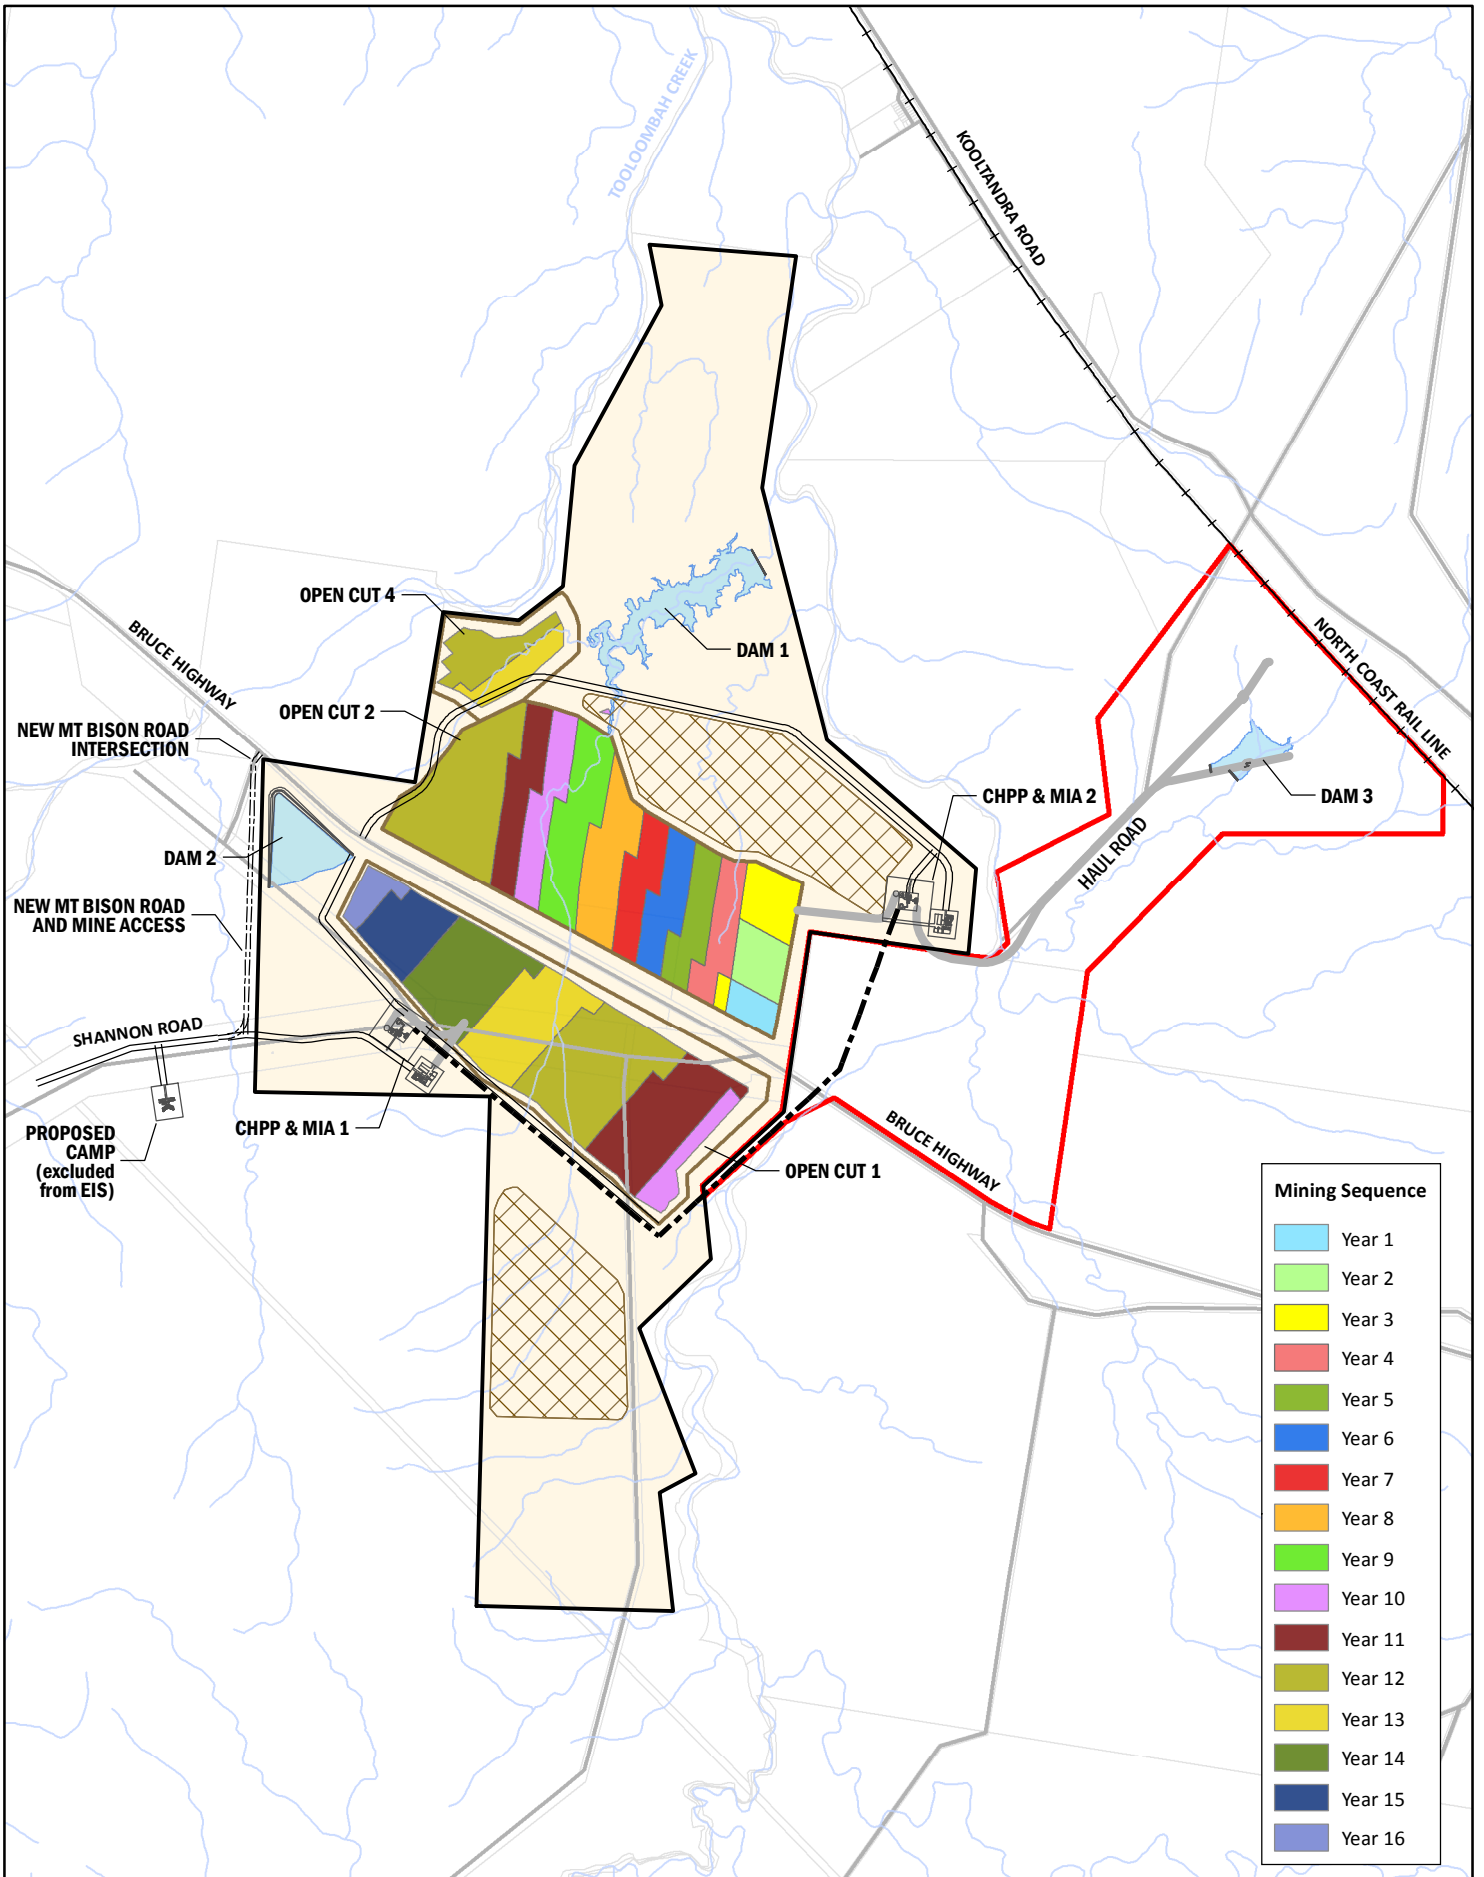 TOOLOOMBAH CREEK
KOOLTANDRA ROAD
OPEN CUT 4
BRUCE HIGHWAY
DAM 1
NORTH COAST RAIL LINE
OPEN CUT 2
NEW MT BISON ROAD
INTERSECTION
CHPP & MIA 2
DAM 3
HAUL ROAD
DAM 2
NEW MT BISON ROAD
AND MINE ACCESS
SHANNON ROAD
PROPOSED
CAMP
(excluded
from EIS)
CHPP & MIA 1
OPEN CUT 1
BRUCE HIGHWAY
Mining Sequence
Year 1
Year 2
Year 3
Year 4
Year 5
Year 6
Year 7
Year 8
Year 9
Year 10
Year 11
Year 12
Year 13
Year 14
Year 15
Year 16